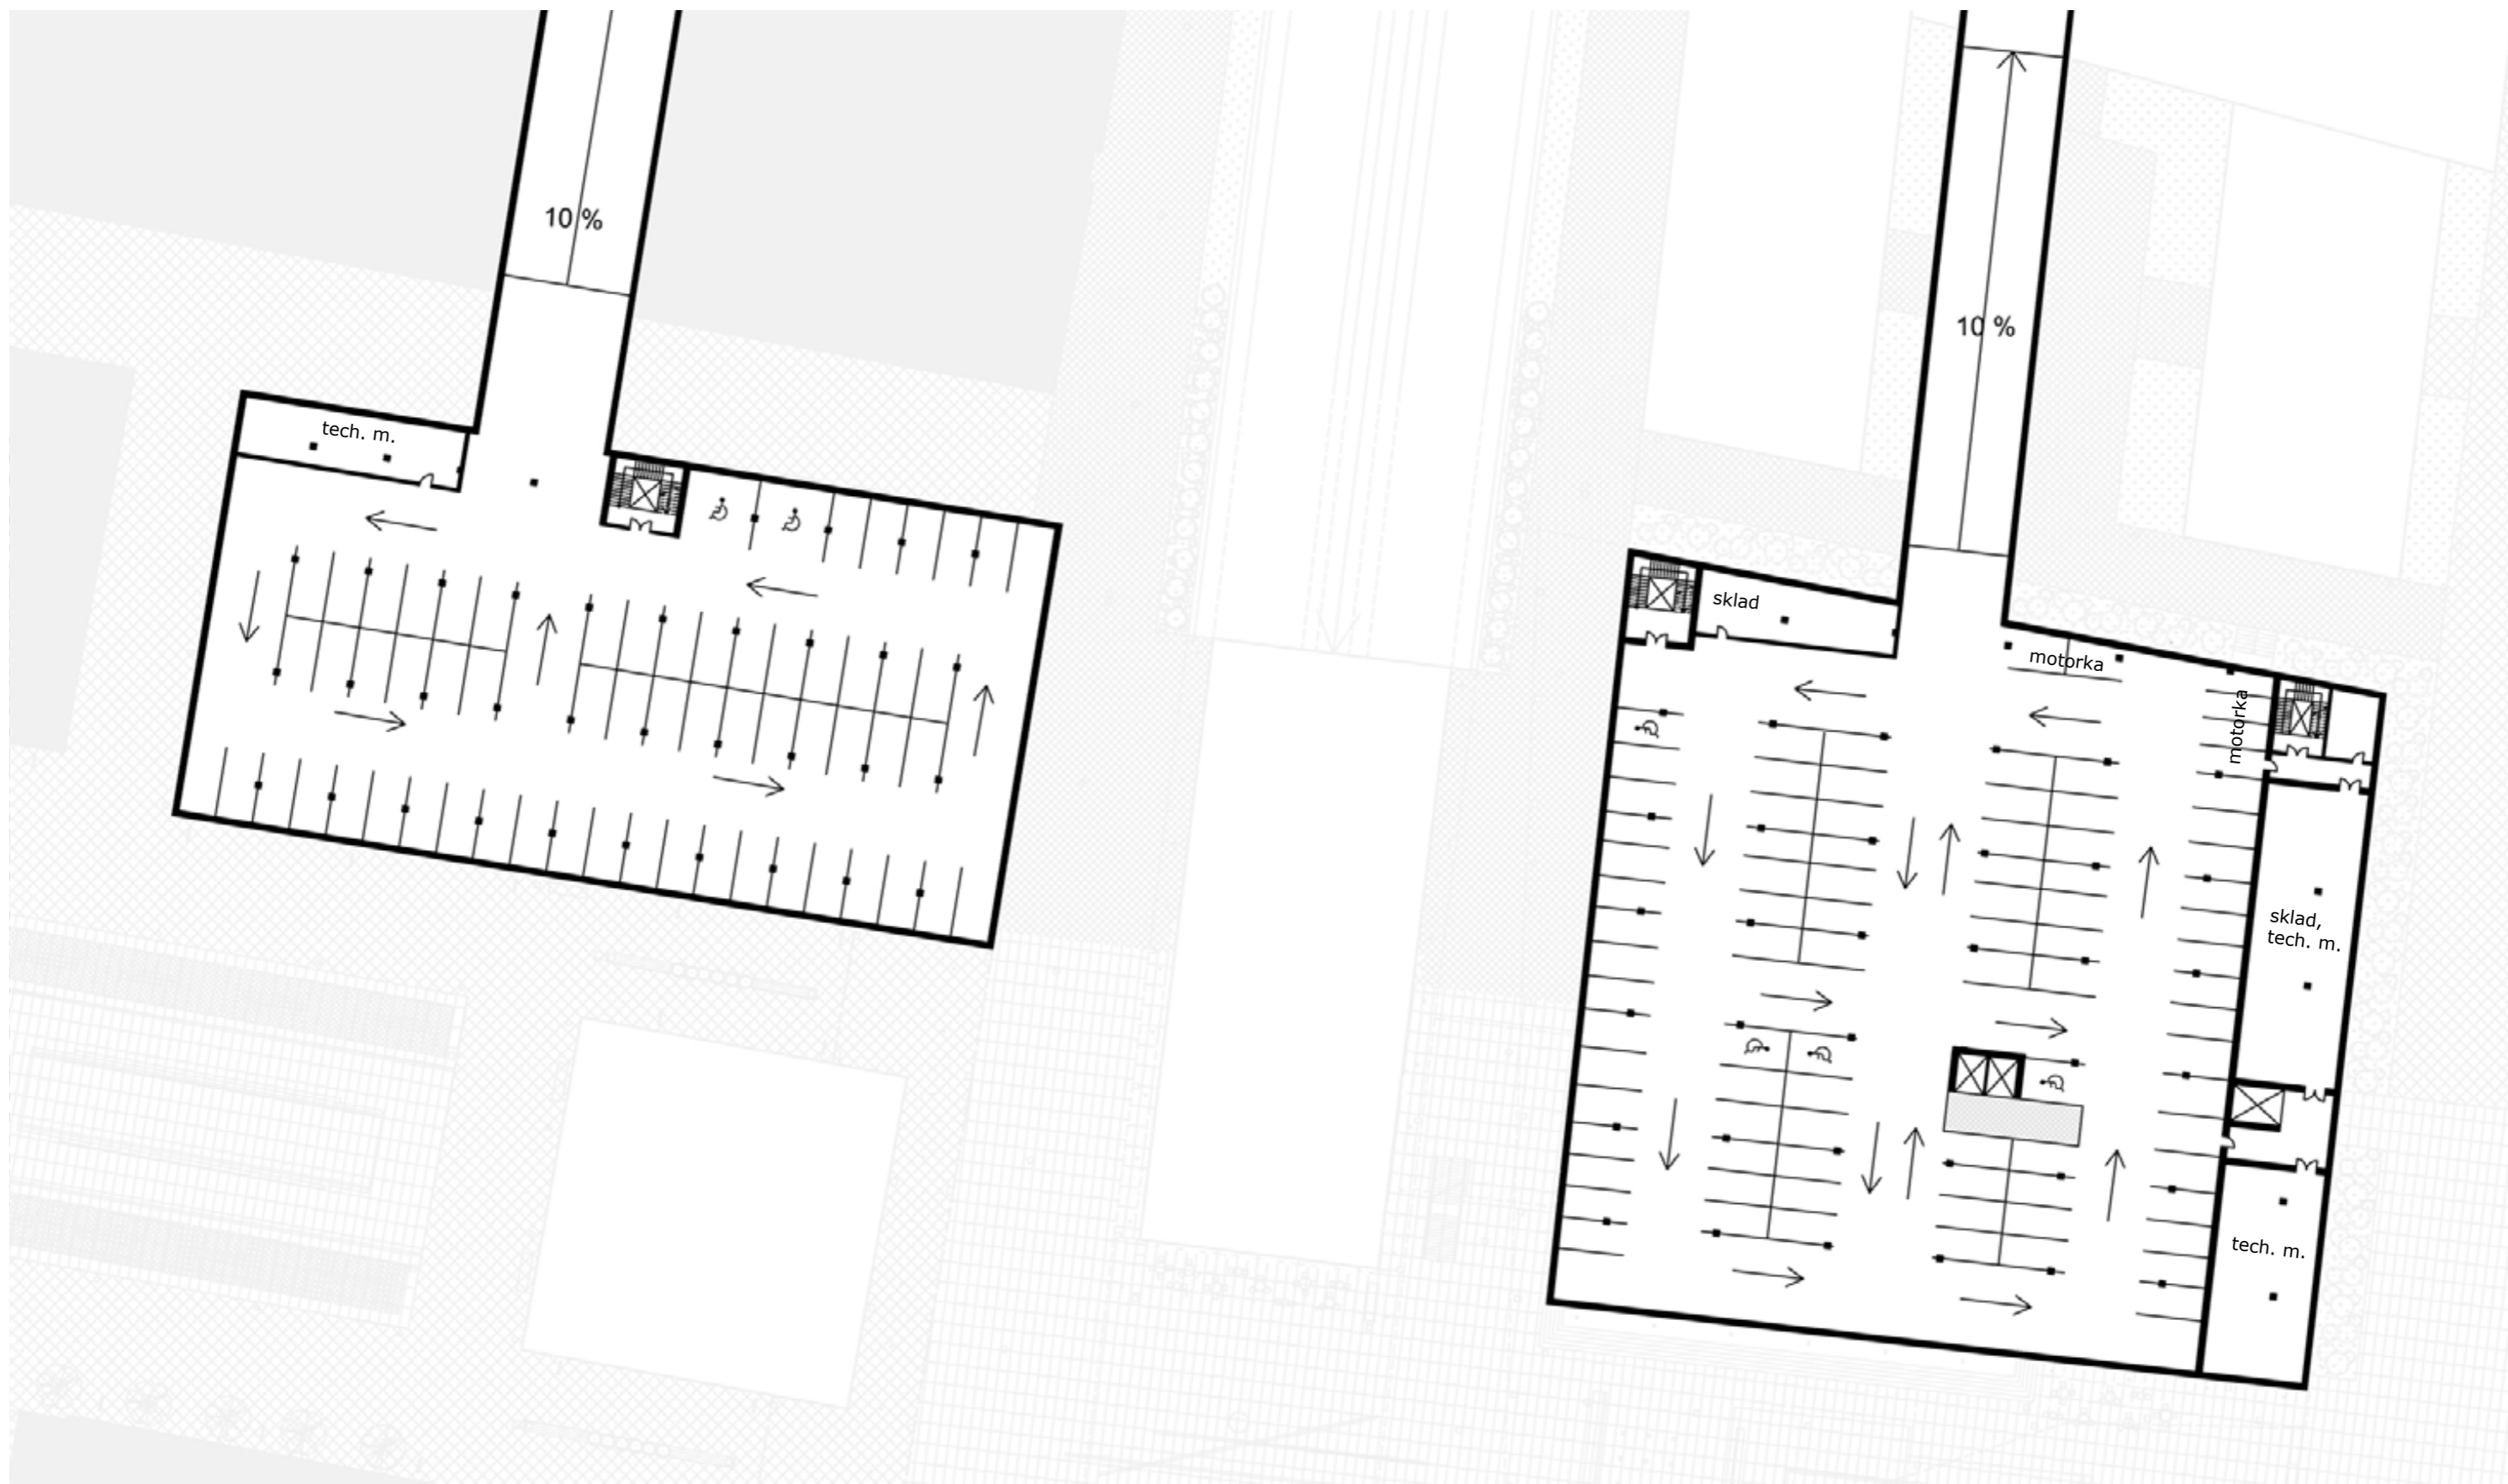 10 %
tech. m.
10 %
sklad
motorka
motorka
sklad,
tech. m.
tech. m.